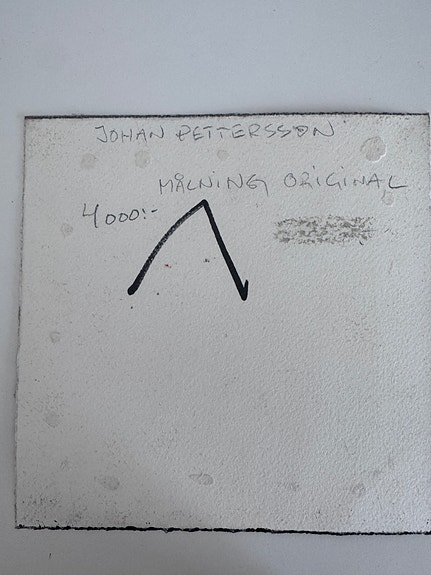 JOHAN PETTERSSON
MÅLNING ORIGINAL
4000:-